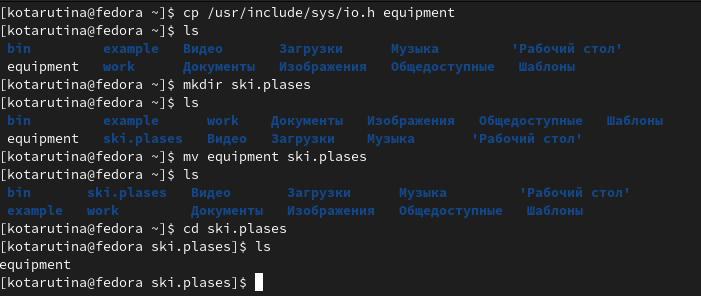 [kotarutina@fedora ~]$ cp /usr/include/sys/io.h equipment
[kotarutina@fedora ~]$ ls
bin example Видео Загрузки Музыка 'Рабочий стол'
equipment work Документы Изображения Общедоступные Шаблоны
[kotarutina@fedora ~]$ mkdir ski.plases
[kotarutina@fedora ~]$ ls
bin example work Документы Изображения Общедоступные Шаблоны
equipment ski.plases Видео Загрузки Музыка 'Рабочий стол'
[kotarutina@fedora ~]$ mv equipment ski.plases
[kotarutina@fedora ~]$ ls
bin ski.plases Видео Загрузки Музыка 'Рабочий стол'
example work Документы Изображения Общедоступные Шаблоны
[kotarutina@fedora ~]$ cd ski.plases
[kotarutina@fedora ski.plases]$ ls
equipment
[kotarutina@fedora ski.plases]$